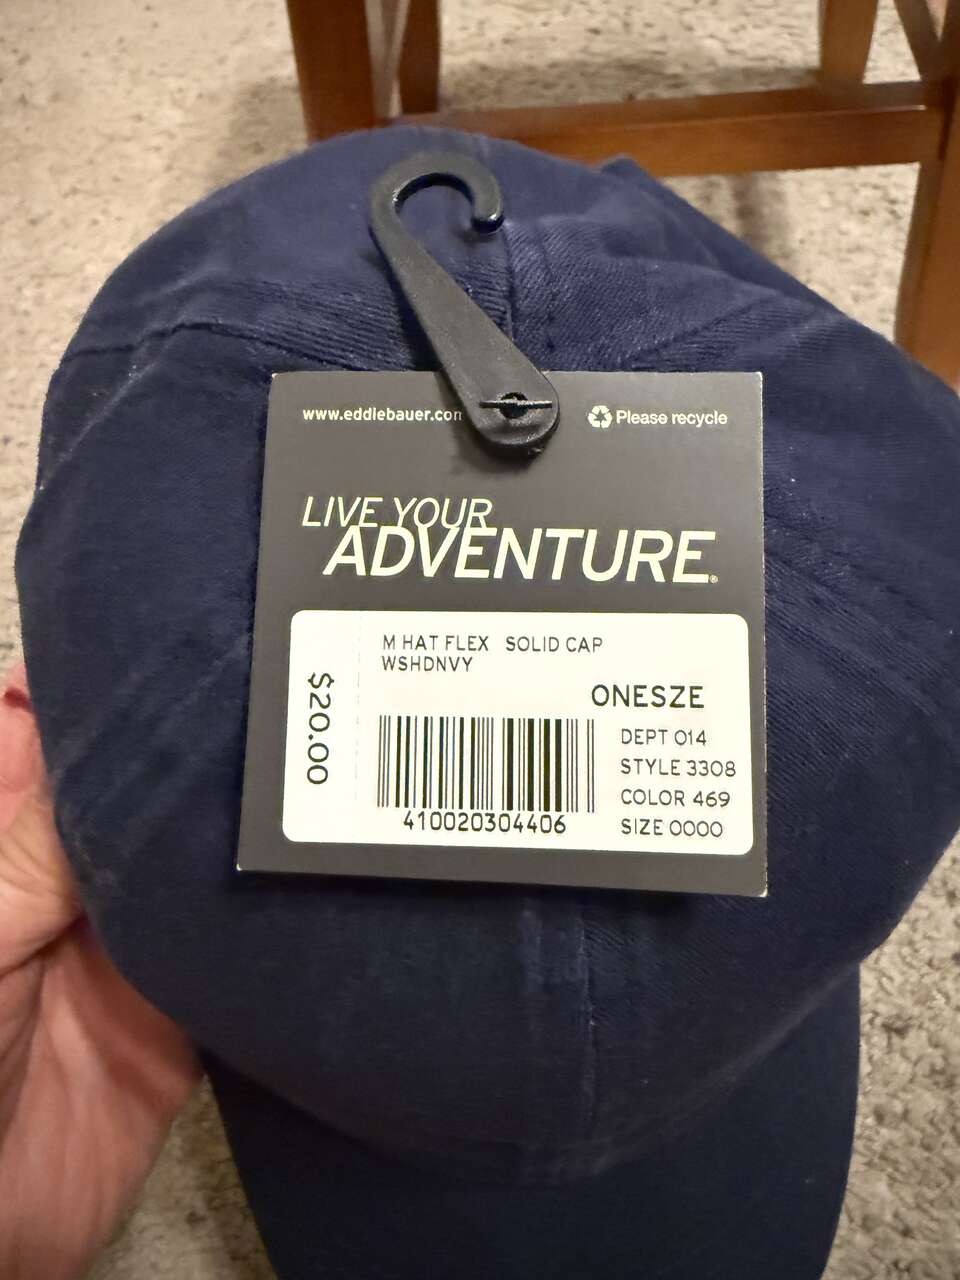 www.eddiebauer.com
Please recycle
LIVE YOUR
ADVENTURE®
M HAT FLEX SOLID CAP
WSHDNVY
ONESZE
$20.00
DEPT 014
STYLE 3308
COLOR 469
SIZE 0000
410020304406